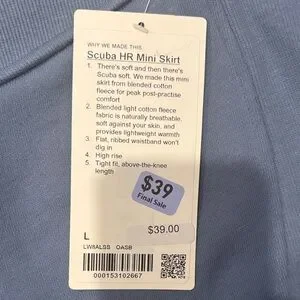 WHY WE MADE THIS
Scuba HR Mini Skirt
1. There's soft and then there's
Scuba soft. We made this mini
skirt from blended cotton
fleece for peak post-practise
comfort
2. Blended light cotton fleece
fabric is naturally breathable,
soft against your skin, and
provides lightweight warmth
3. Flat, ribbed waistband won't
dig in
4. High rise
5. Tight fit, above-the-knee
length
$39
Final Sale
$39.00
L
LW8ALSS OASB
000153102667